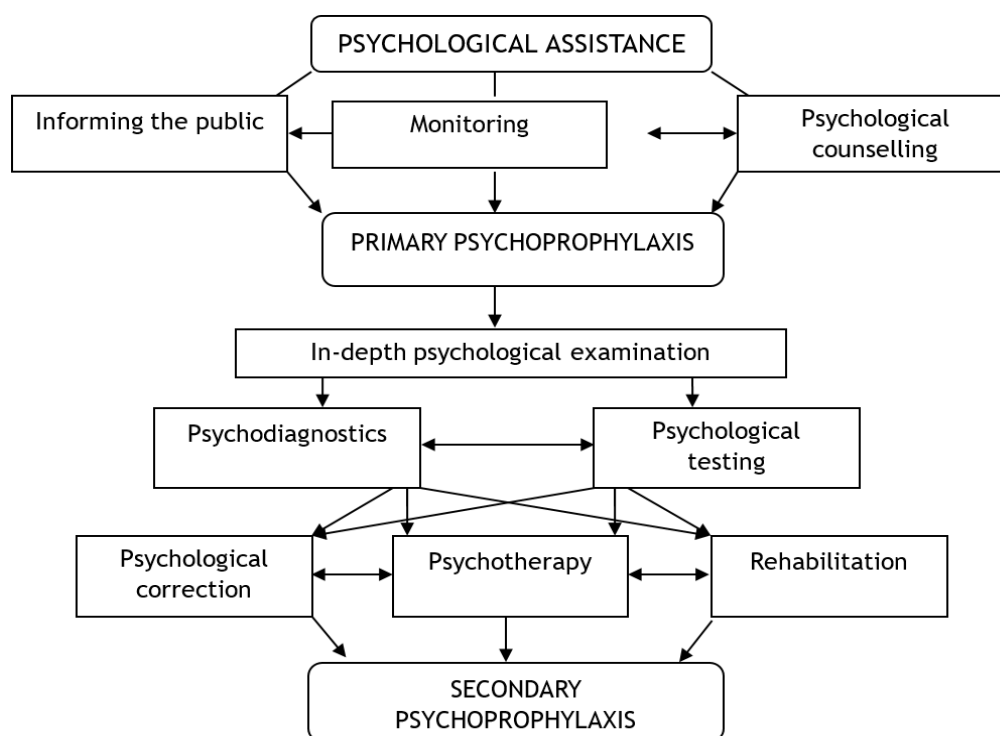 PSYCHOLOGICAL ASSISTANCE
Informing the public
Monitoring
Psychological
counselling
PRIMARY PSYCHOPROPHYLAXIS
In-depth psychological examination
Psychodiagnostics
Psychological
testing
Psychological
correction
Psychotherapy
Rehabilitation
SECONDARY
PSYCHOPROPHYLAXIS